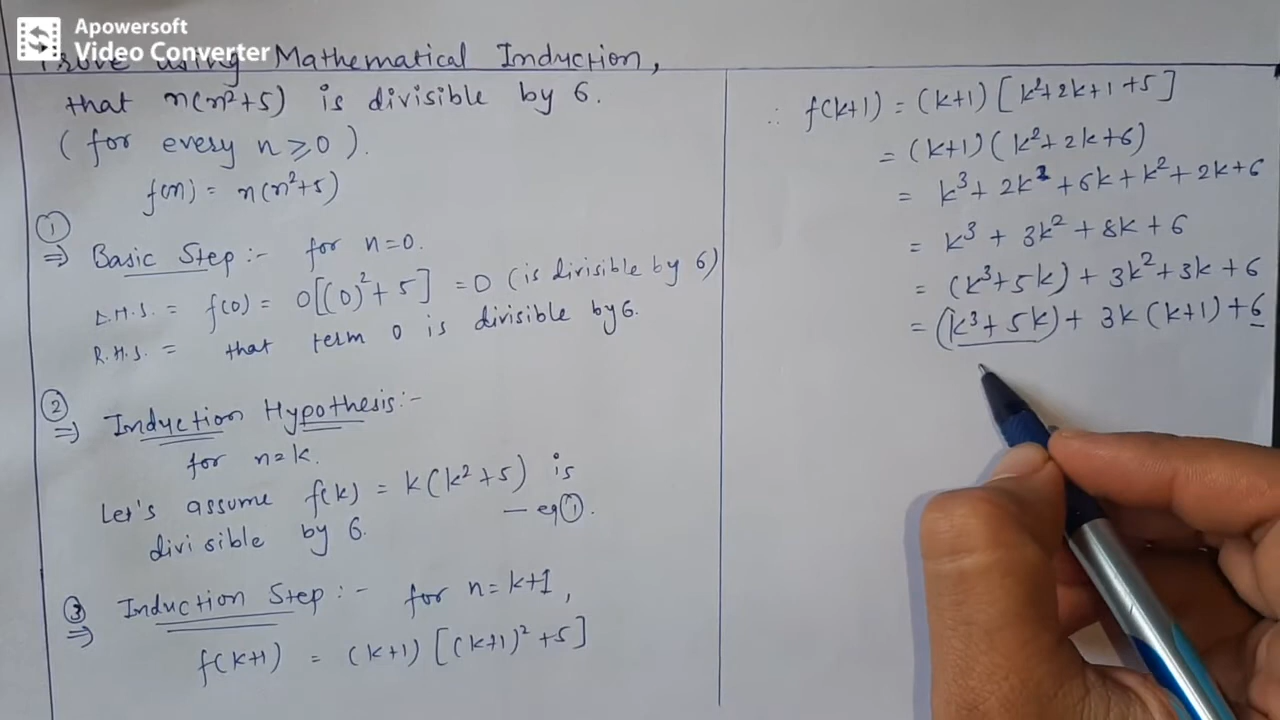 Apowersoft
Video Converter
Prove using Mathematical Induction,
that n(n²+5) is divisible by 6.
(for every n⩾0).
f(n) = n(n²+5)
①
⇒ Basic Step :- for n=0.
L.H.S. = f(0) = 0[(0)²+5] = 0 (is divisible by 6)
R.H.S. = that term 0 is divisible by 6.
②
⇒ Induction Hypothesis:-
for n=k.
Let's assume f(k) = k(k²+5) is
divisible by 6. — eq①.
③
⇒ Induction Step :- for n=k+1,
f(k+1) = (k+1)[(k+1)²+5]
∴ f(k+1) = (k+1)[k²+2k+1+5]
= (k+1)(k²+2k+6)
= k³+2k²+6k+k²+2k+6
= k³+3k²+8k+6
= (k³+5k)+3k²+3k+6
= (k³+5k)+3k(k+1)+6